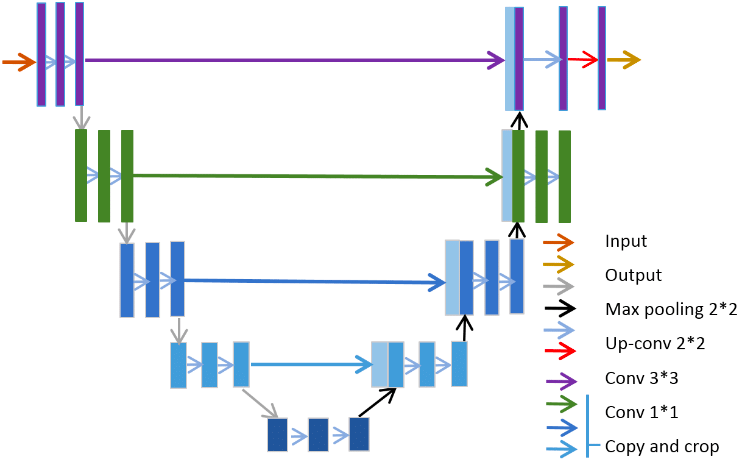 Input
Output
Max pooling 2*2
Up-conv 2*2
Conv 3*3
Conv 1*1
Copy and crop